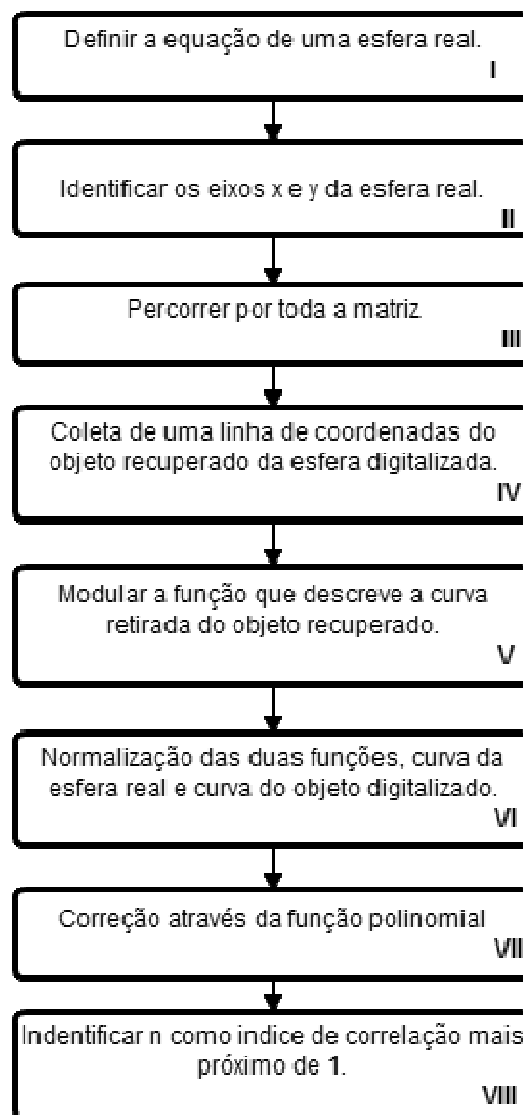 Definir a equação de uma esfera real.
I
Identificar os eixos x e y da esfera real.
II
Percorrer por toda a matriz.
III
Coleta de uma linha de coordenadas do
objeto recuperado da esfera digitalizada.
IV
Modular a função que descreve a curva
retirada do objeto recuperado.
V
Normalização das duas funções, curva da
esfera real e curva do objeto digitalizado.
VI
Correção através da função polinomial
VII
Indentificar n como indice de correlação mais
próximo de 1.
VIII